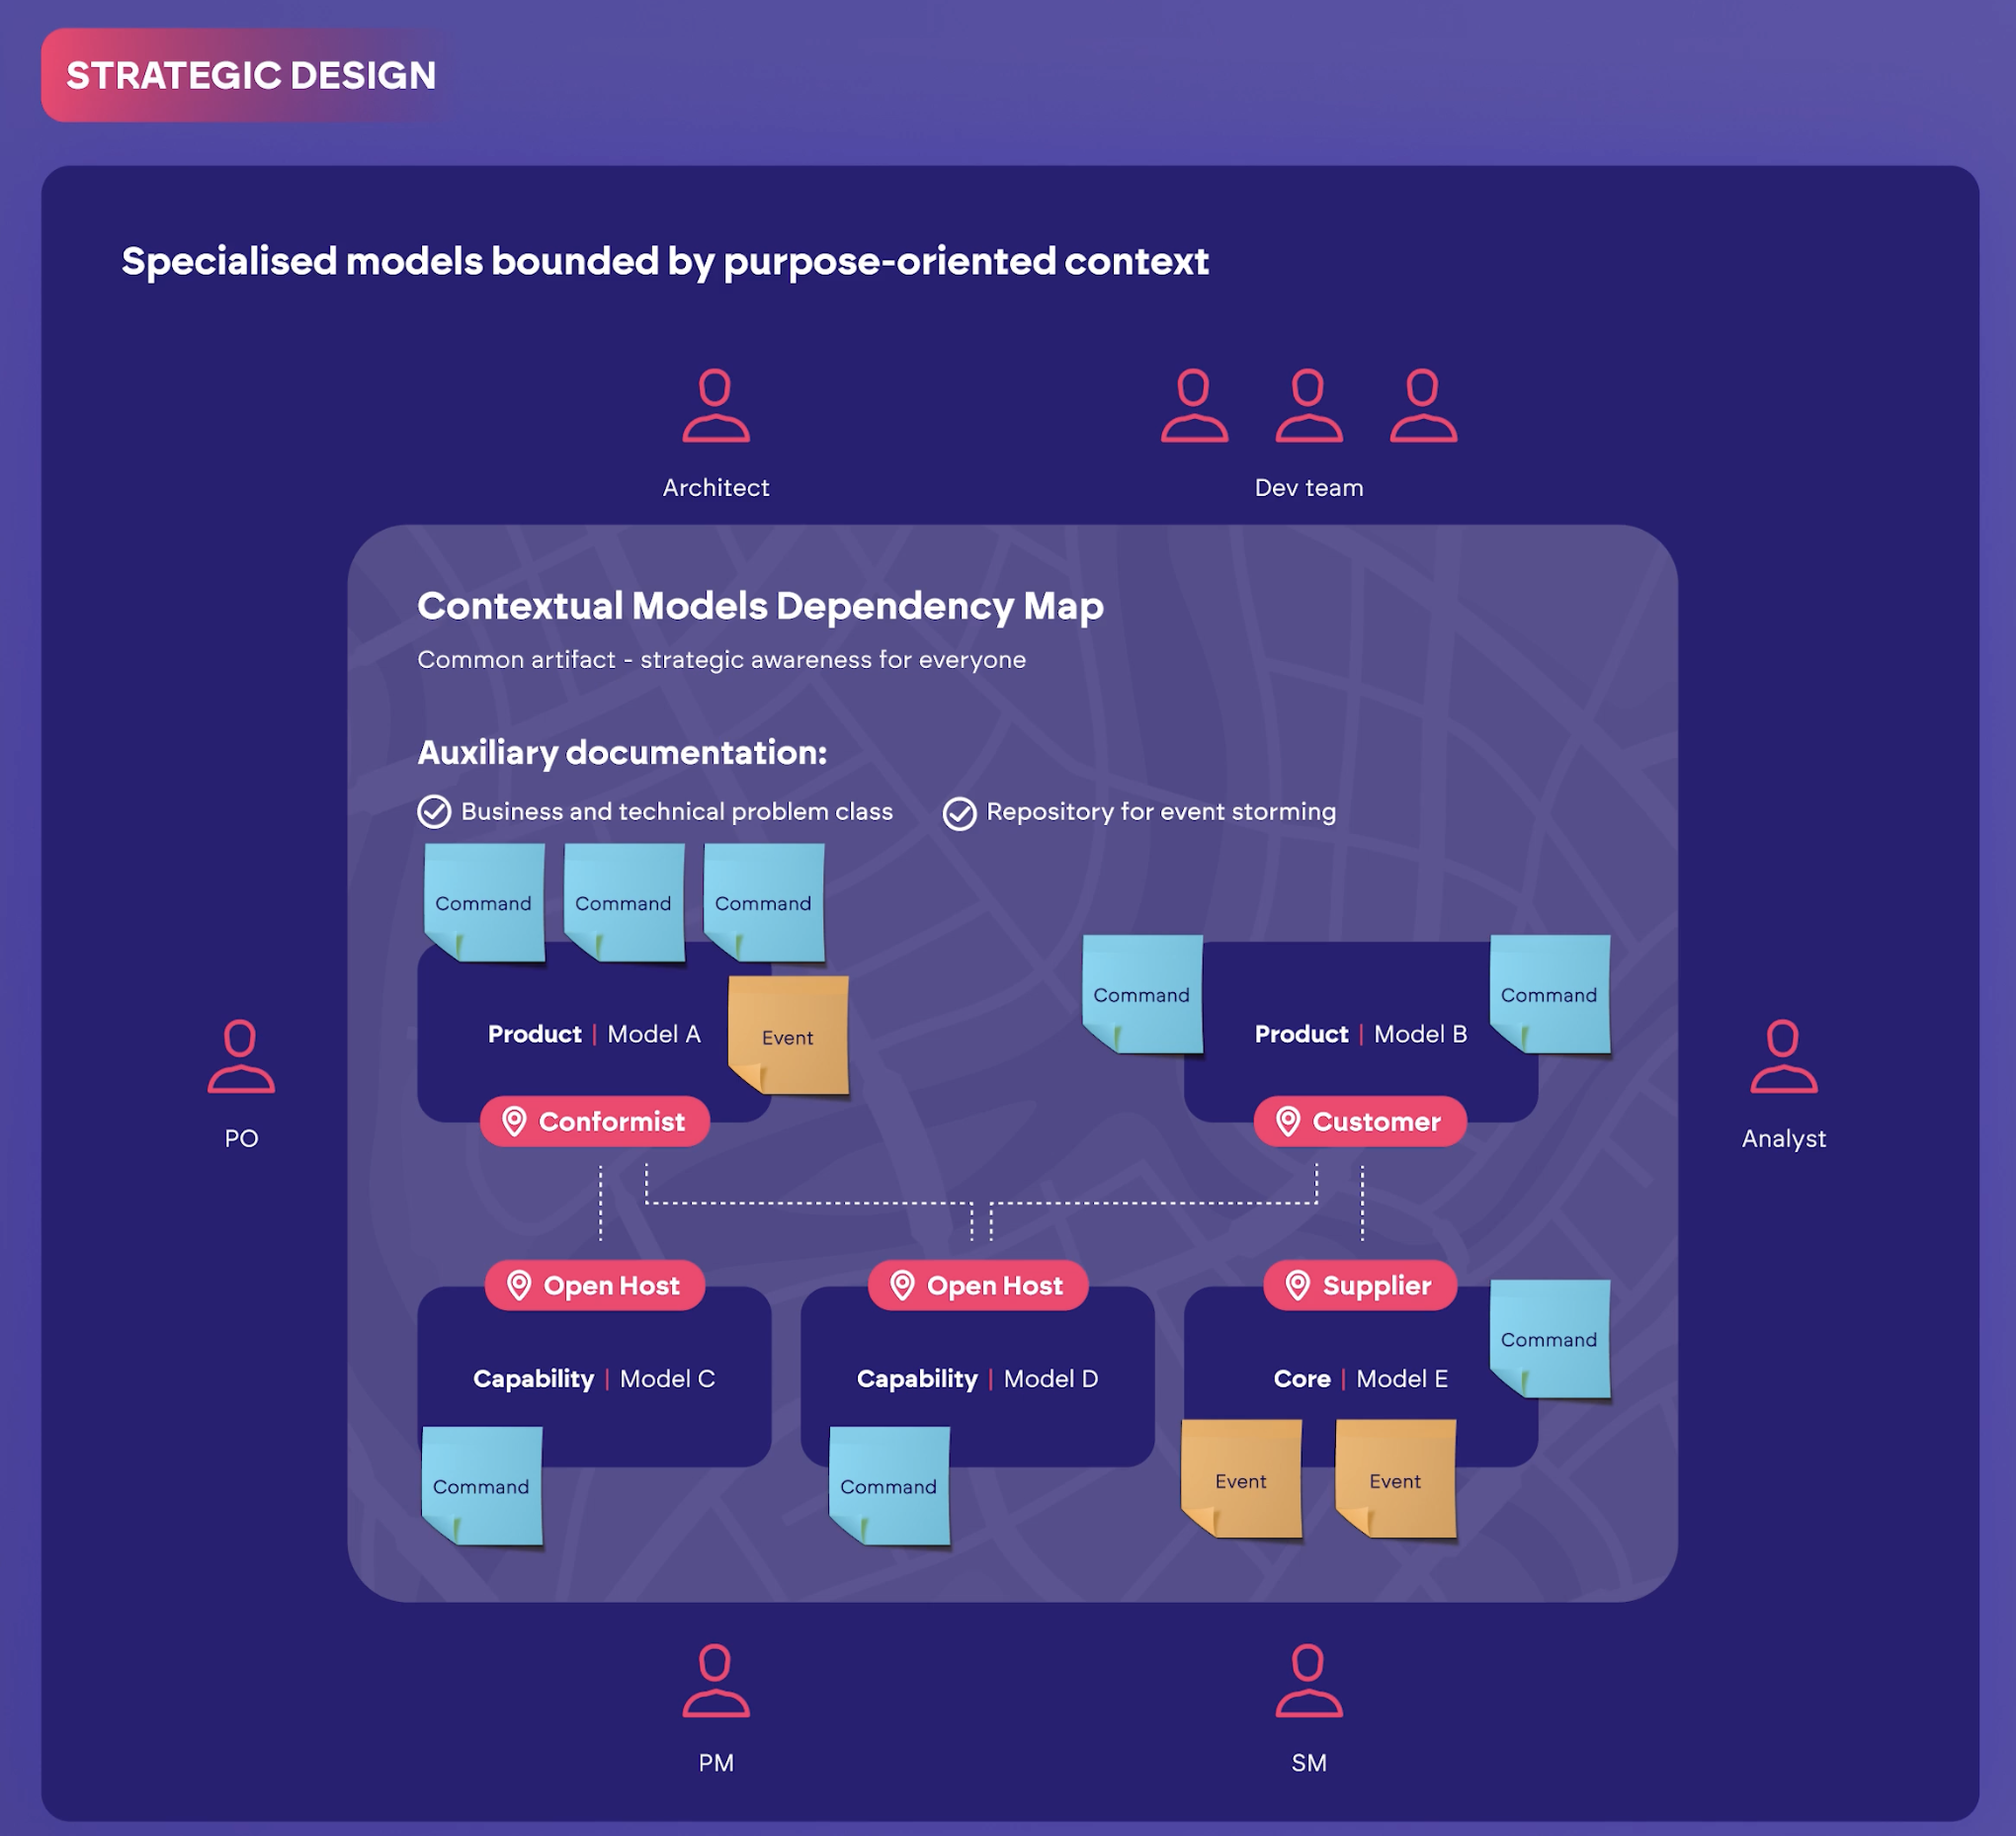 STRATEGIC DESIGN
Specialised models bounded by purpose-oriented context
Architect
Dev team
Contextual Models Dependency Map
Common artifact - strategic awareness for everyone
Auxiliary documentation:
Business and technical problem class
Repository for event storming
Command
Command
Command
Product | Model A
Event
Conformist
Command
Product | Model B
Command
Customer
PO
Analyst
Open Host
Capability | Model C
Command
Open Host
Capability | Model D
Command
Supplier
Core | Model E
Command
Event
Event
PM
SM